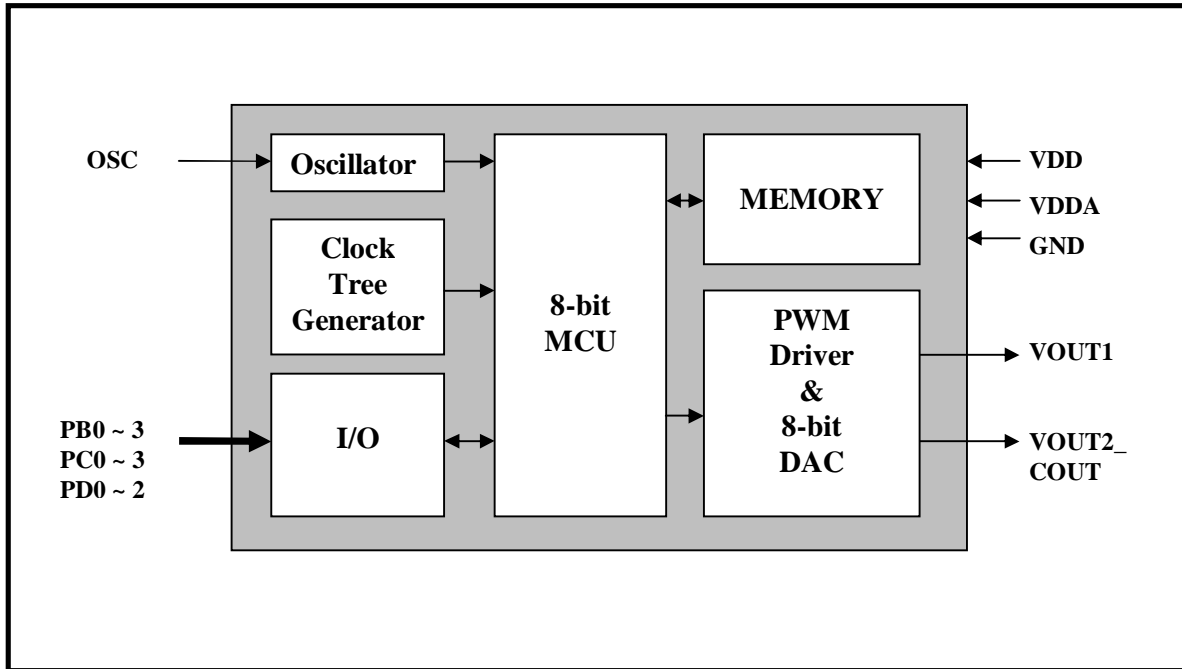 OSC
Oscillator
Clock
Tree
Generator
I/O
PB0 ~ 3
PC0 ~ 3
PD0 ~ 2
8-bit
MCU
MEMORY
PWM
Driver
&
8-bit
DAC
VDD
VDDA
GND
VOUT1
VOUT2_
COUT